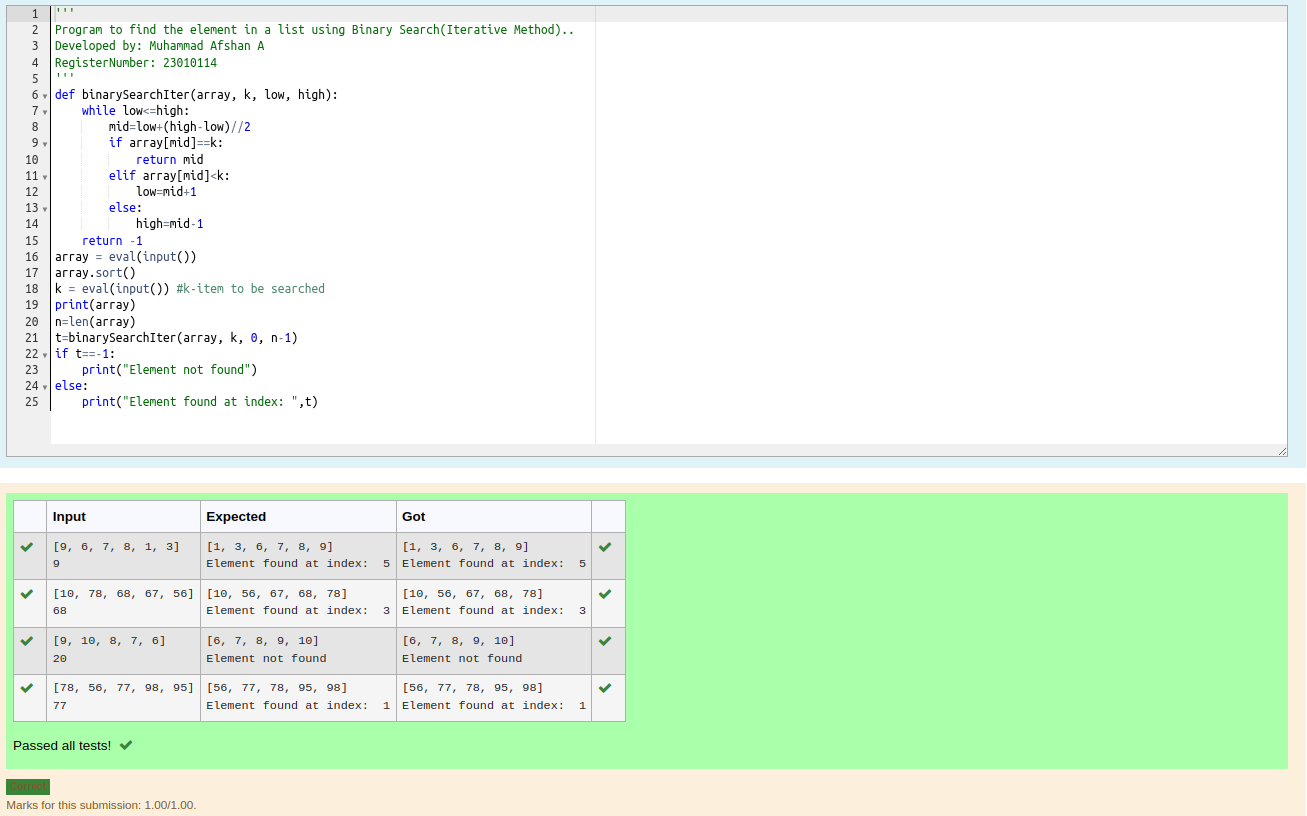 1 '''
2 Program to find the element in a list using Binary Search(Iterative Method)..
3 Developed by: Muhammad Afshan A
4 RegisterNumber: 23010114
5 '''
6 def binarySearchIter(array, k, low, high):
7     while low<=high:
8         mid=low+(high-low)//2
9         if array[mid]==k:
10             return mid
11         elif array[mid]<k:
12             low=mid+1
13         else:
14             high=mid-1
15     return -1
16 array = eval(input())
17 array.sort()
18 k = eval(input()) #k-item to be searched
19 print(array)
20 n=len(array)
21 t=binarySearchIter(array, k, 0, n-1)
22 if t==-1:
23     print("Element not found")
24 else:
25     print("Element found at index: ",t)
Input Expected Got
[9, 6, 7, 8, 1, 3] [1, 3, 6, 7, 8, 9] [1, 3, 6, 7, 8, 9]
9 Element found at index:  5 Element found at index:  5
[10, 78, 68, 67, 56] [10, 56, 67, 68, 78] [10, 56, 67, 68, 78]
68 Element found at index:  3 Element found at index:  3
[9, 10, 8, 7, 6] [6, 7, 8, 9, 10] [6, 7, 8, 9, 10]
20 Element not found Element not found
[78, 56, 77, 98, 95] [56, 77, 78, 95, 98] [56, 77, 78, 95, 98]
77 Element found at index:  1 Element found at index:  1
Passed all tests!
Correct
Marks for this submission: 1.00/1.00.